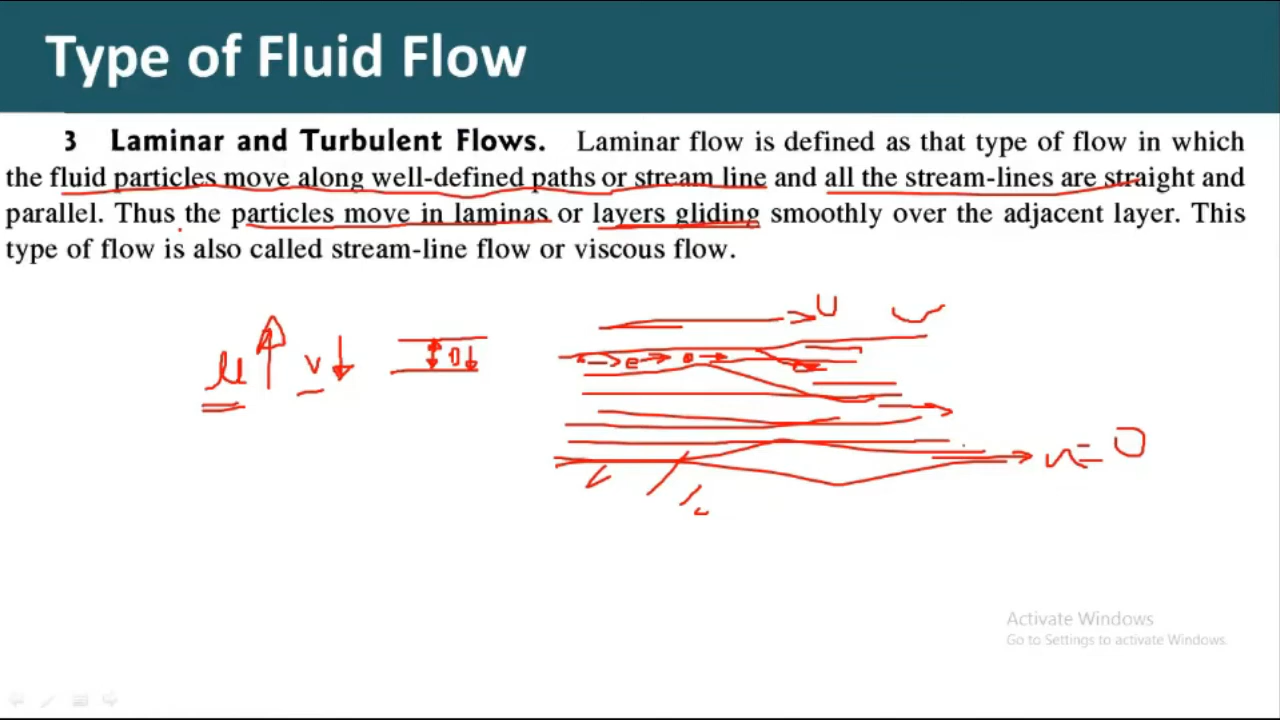 Type of Fluid Flow
3 Laminar and Turbulent Flows. Laminar flow is defined as that type of flow in which
the fluid particles move along well-defined paths or stream line and all the stream-lines are straight and
parallel. Thus the particles move in laminas or layers gliding smoothly over the adjacent layer. This
type of flow is also called stream-line flow or viscous flow.
U
μ ↑ v ↓ D ↓
u = 0
Activate Windows
Go to Settings to activate Windows.